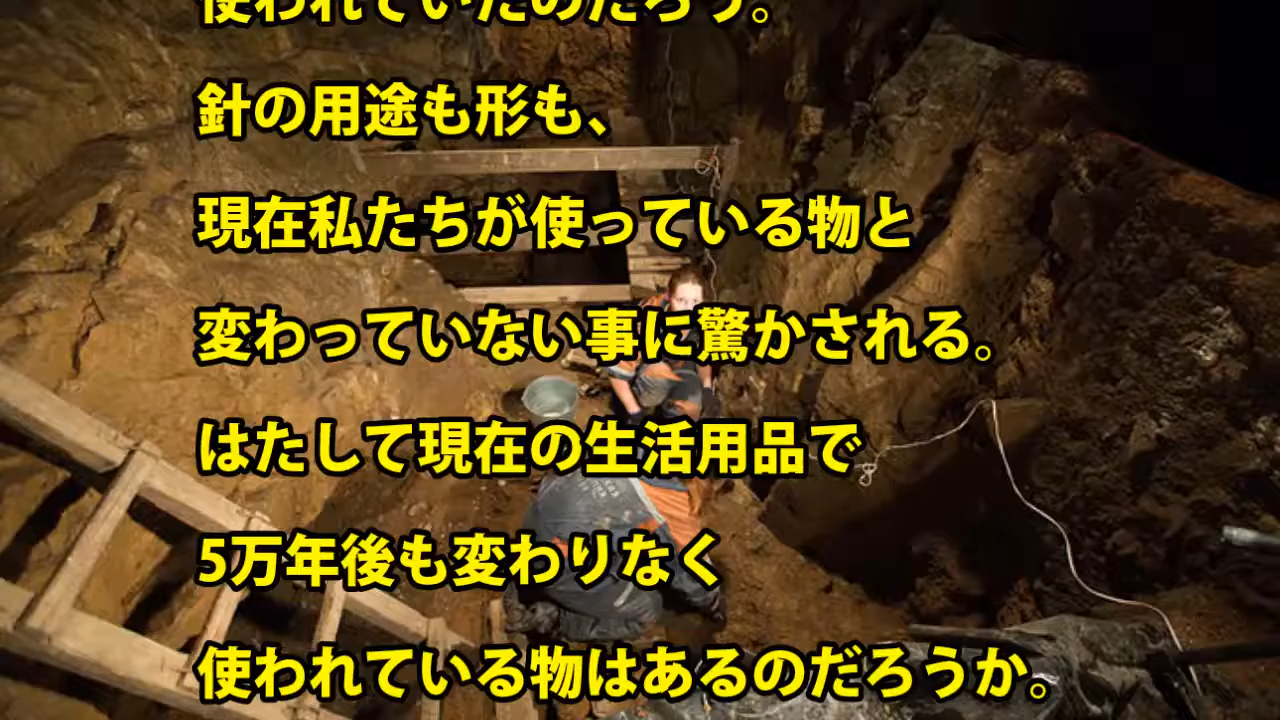 使われていたのだろう。
針の用途も形も、
現在私たちが使っている物と
変わっていない事に驚かされる。
はたして現在の生活用品で
5万年後も変わりなく
使われている物はあるのだろうか。